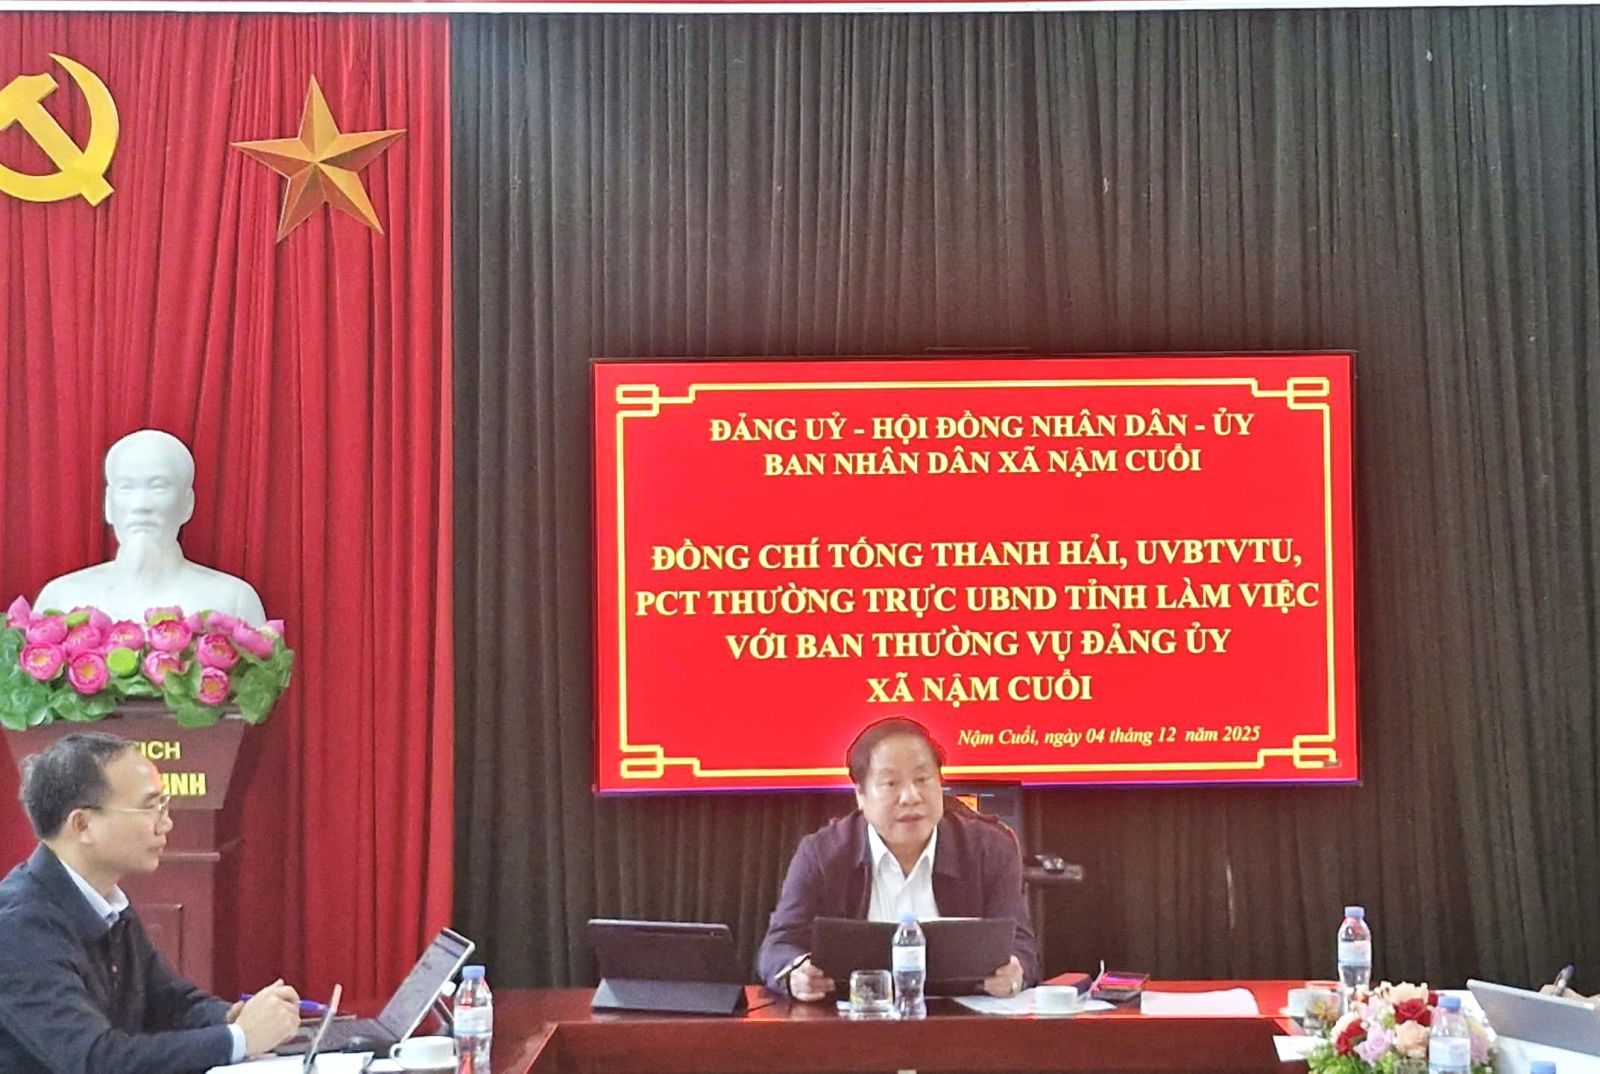 ĐẢNG UỶ - HỘI ĐỒNG NHÂN DÂN - ỦY
BAN NHÂN DÂN XÃ NẬM CUỔI
ĐỒNG CHÍ TỐNG THANH HẢI, UVBTVTU,
PCT THƯỜNG TRỰC UBND TỈNH LÀM VIỆC
VỚI BAN THƯỜNG VỤ ĐẢNG ỦY
XÃ NẬM CUỔI
Nậm Cuổi, ngày 04 tháng 12 năm 2025